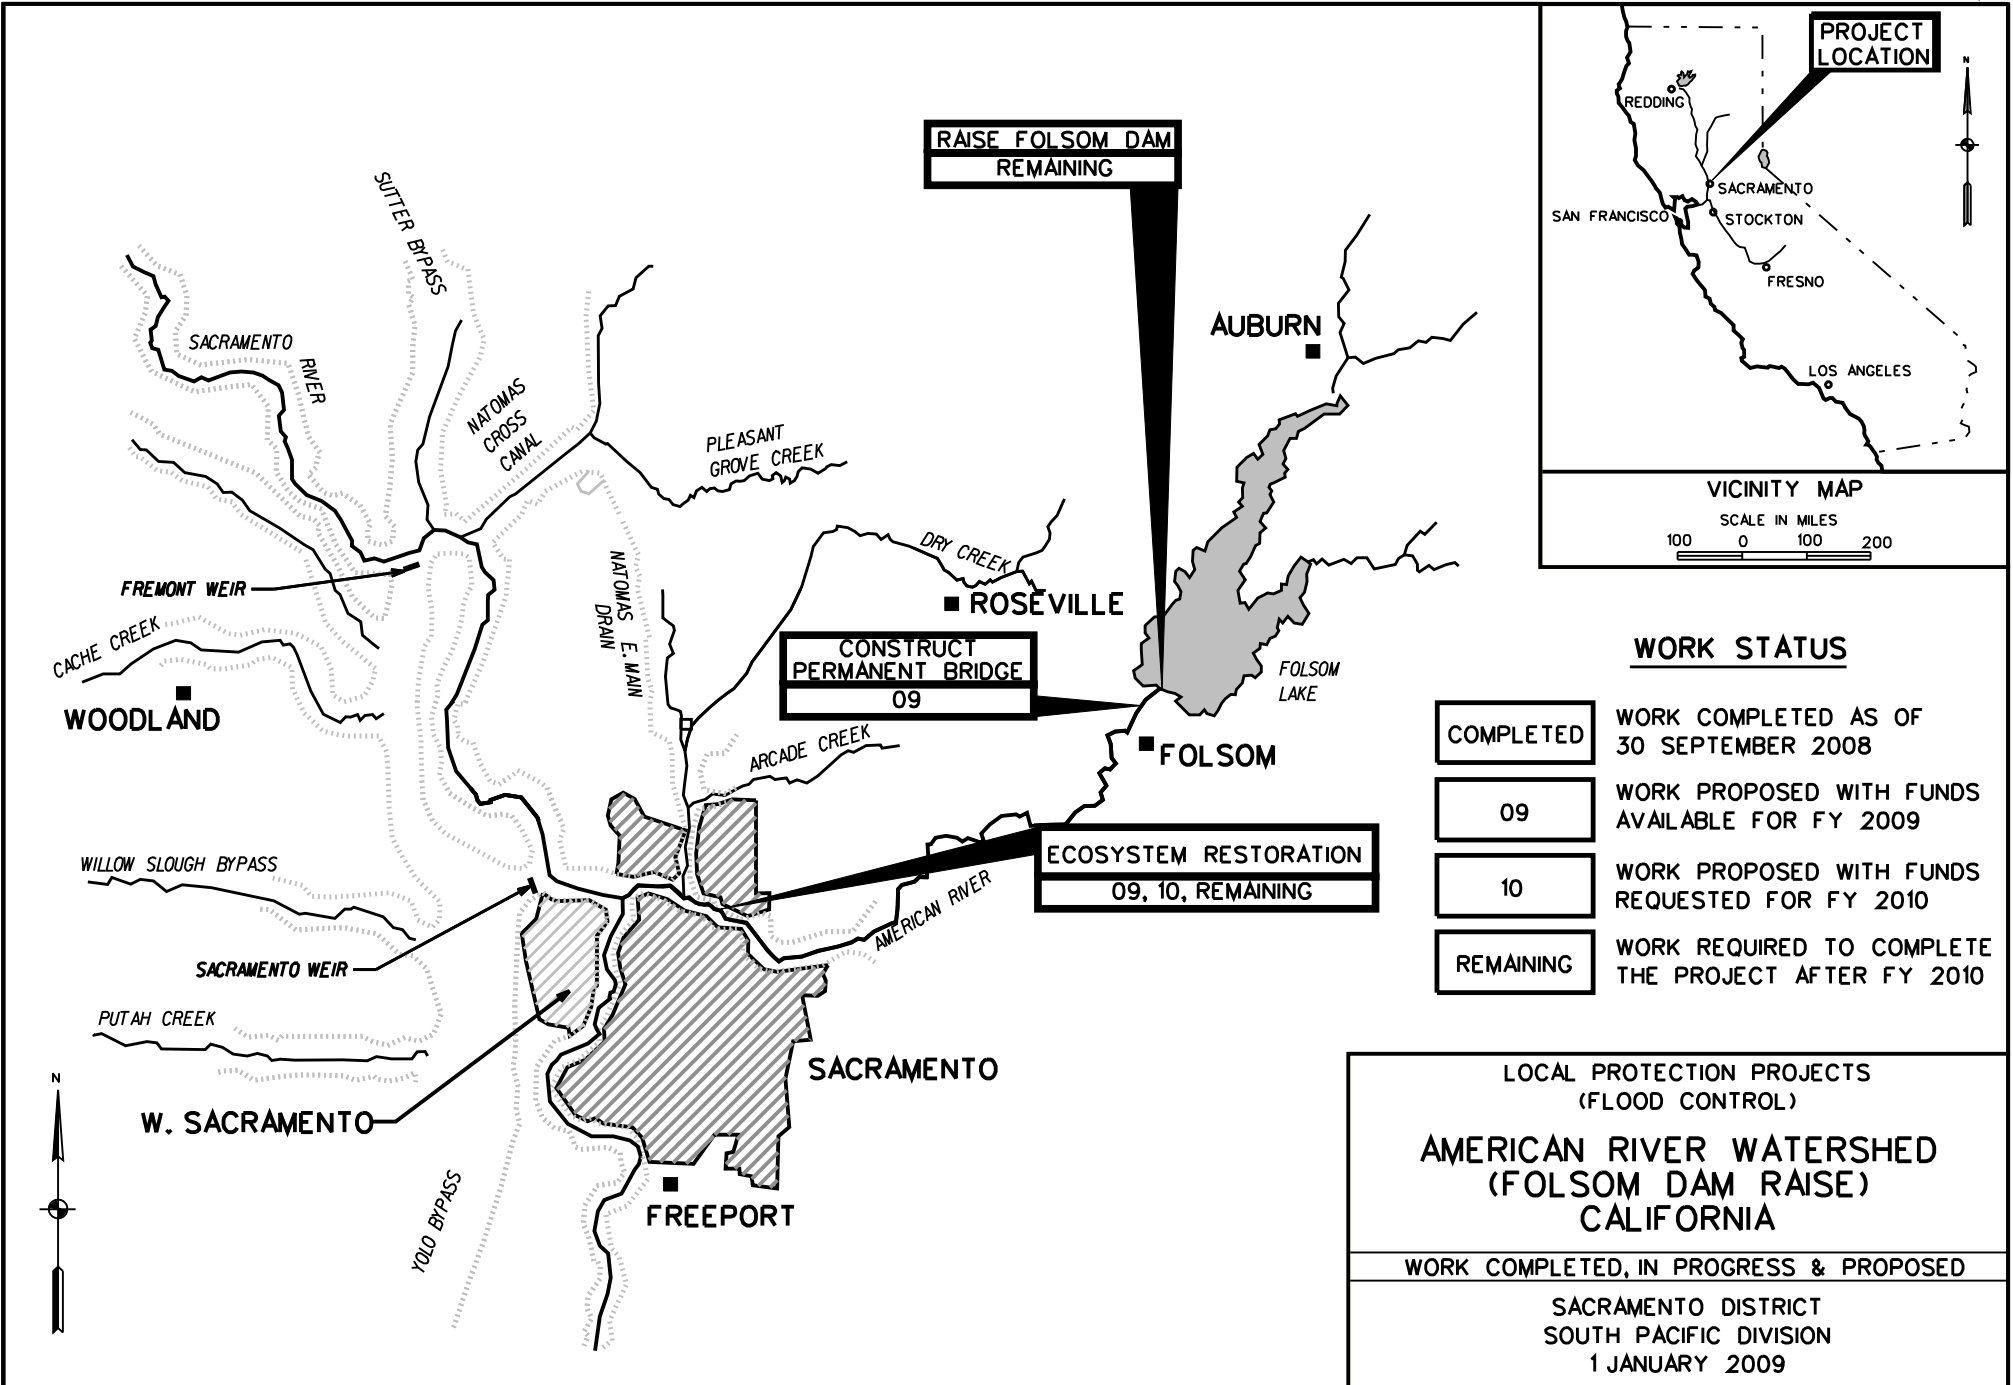 PROJECT
LOCATION
N
REDDING
SACRAMENTO
SAN FRANCISCO
STOCKTON
FRESNO
LOS ANGELES
VICINITY MAP
SCALE IN MILES
100 0 100 200
RAISE FOLSOM DAM
REMAINING
SUTTER BYPASS
SACRAMENTO
RIVER
NATOMAS
CROSS
CANAL
PLEASANT
GROVE CREEK
AUBURN
DRY CREEK
NATOMAS E. MAIN
DRAIN
FREMONT WEIR
ROSEVILLE
CACHE CREEK
WOODLAND
CONSTRUCT
PERMANENT BRIDGE
09
FOLSOM
LAKE
ARCADE CREEK
FOLSOM
WILLOW SLOUGH BYPASS
ECOSYSTEM RESTORATION
09, 10, REMAINING
AMERICAN RIVER
SACRAMENTO WEIR
PUTAH CREEK
SACRAMENTO
W. SACRAMENTO
YOLO BYPASS
FREEPORT
N
WORK STATUS
COMPLETED
WORK COMPLETED AS OF
30 SEPTEMBER 2008
09
WORK PROPOSED WITH FUNDS
AVAILABLE FOR FY 2009
10
WORK PROPOSED WITH FUNDS
REQUESTED FOR FY 2010
REMAINING
WORK REQUIRED TO COMPLETE
THE PROJECT AFTER FY 2010
LOCAL PROTECTION PROJECTS
(FLOOD CONTROL)
AMERICAN RIVER WATERSHED
(FOLSOM DAM RAISE)
CALIFORNIA
WORK COMPLETED, IN PROGRESS & PROPOSED
SACRAMENTO DISTRICT
SOUTH PACIFIC DIVISION
1 JANUARY 2009